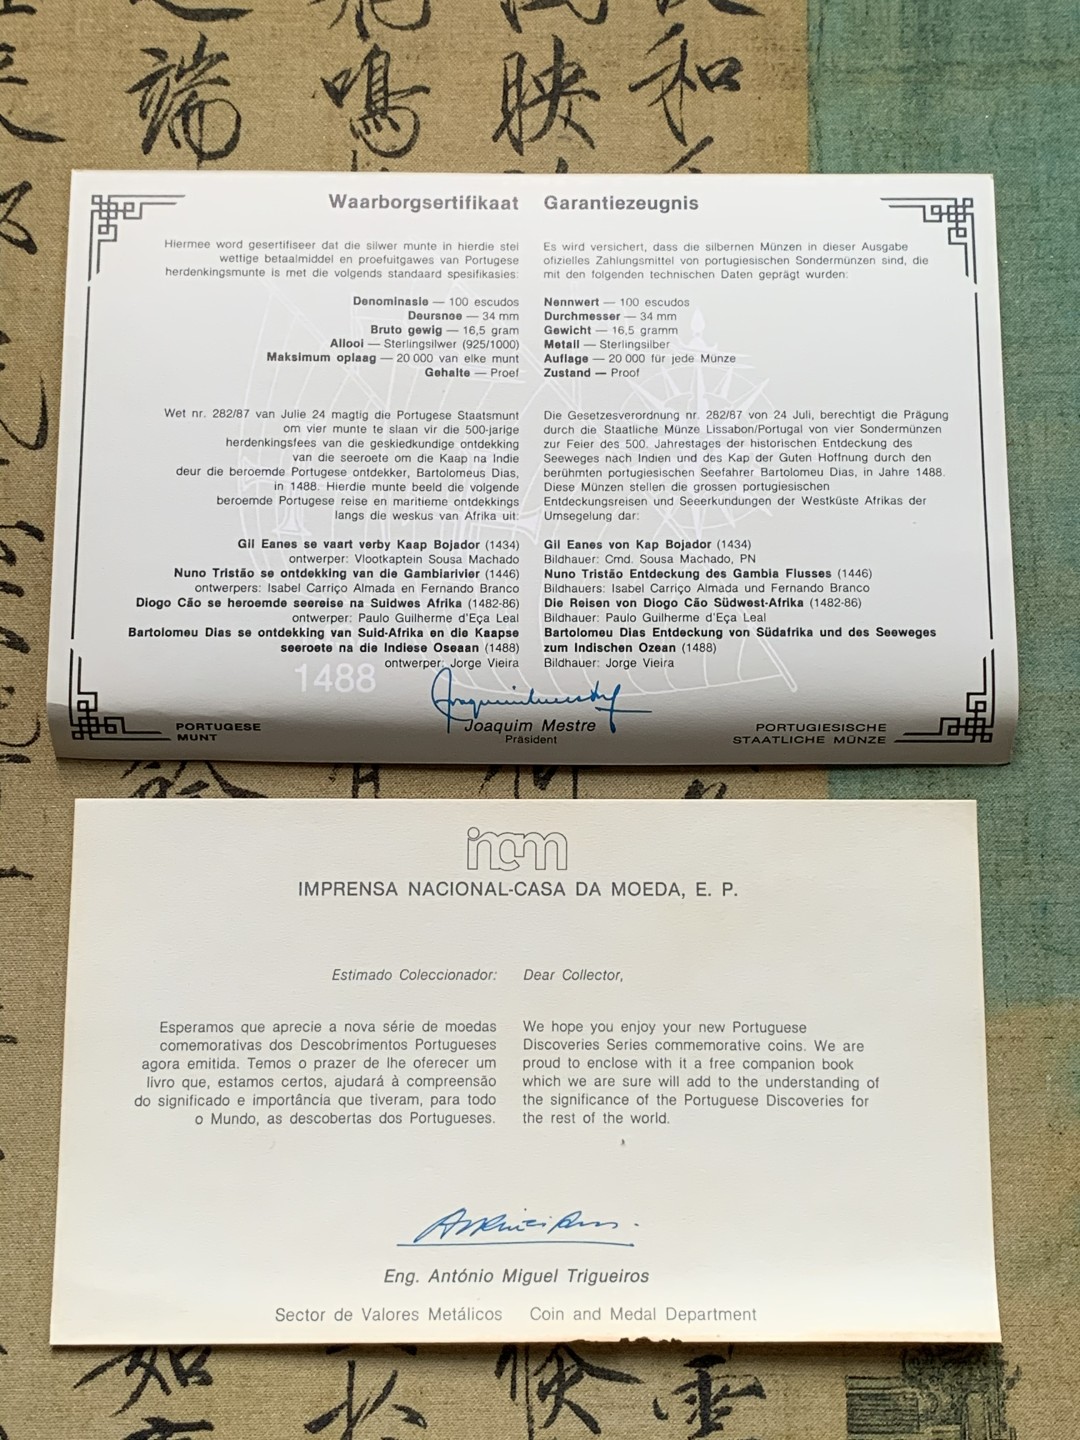 端 鳴 映 和
Waarborgsertifikaat
Hiermee word gesertifiseer dat die silwer munte in hierdie stel
wettige betaalmiddel en proefuitgawes van Portugese
herdenkingsmunte is met die volgends standaard spesifikasies:
Denominasie — 100 escudos
Deursnee — 34 mm
Bruto gewig — 16,5 gram
Allooi — Sterlingsilwer (925/1000)
Maksimum oplaag — 20 000 van elke munt
Gehalte — Proef
Wet nr. 282/87 van Julie 24 magtig die Portugese Staatsmunt
om vier munte te slaan vir die 500-jarige
herdenkingsfees van die geskiedkundige ontdekking
van die seeroete om die Kaap na Indie
deur die beroemde Portugese ontdekker, Bartolomeus Dias,
in 1488. Hierdie munte beeld die volgende
beroemde Portugese reise en maritieme ontdekkings
langs die weskus van Afrika uit:
Gil Eanes se vaart verby Kaap Bojador (1434)
ontwerper: Vlootkaptein Sousa Machado
Nuno Tristão se ontdekking van die Gambiarivier (1446)
ontwerpers: Isabel Carriço Almada en Fernando Branco
Diogo Cão se heroemde seereise na Suidwes Afrika (1482-86)
ontwerper: Paulo Guilherme d'Eça Leal
Bartolomeu Dias se ontdekking van Suid-Afrika en die Kaapse
seeroete na die Indiese Oseaan (1488)
ontwerper: Jorge Vieira
Garantiezeugnis
Es wird versichert, dass die silbernen Münzen in dieser Ausgabe
ofizielles Zahlungsmittel von portugiesischen Sondermünzen sind, die
mit den folgenden technischen Daten geprägt wurden:
Nennwert — 100 escudos
Durchmesser — 34 mm
Gewicht — 16,5 gramm
Metall — Sterlingsilber
Auflage — 20 000 für jede Münze
Zustand — Proof
Die Gesetzesverordnung nr. 282/87 von 24 Juli, berechtigt die Prägung
durch die Staatliche Münze Lissabon/Portugal von vier Sondermünzen
zur Feier des 500. Jahrestages der historischen Entdeckung des
Seeweges nach Indien und des Kap der Guten Hoffnung durch den
berühmten portugiesischen Seefahrer Bartolomeu Dias, in Jahre 1488.
Diese Münzen stellen die grossen portugiesischen
Entdeckungsreisen und Seeerkundungen der Westküste Afrikas der
Umsegelung dar:
Gil Eanes von Kap Bojador (1434)
Bildhauer: Cmd. Sousa Machado, PN
Nuno Tristão Entdeckung des Gambia Flusses (1446)
Bildhauers: Isabel Carriço Almada und Fernando Branco
Die Reisen von Diogo Cão Südwest-Afrika (1482-86)
Bildhauer: Paulo Guilherme d'Eça Leal
Bartolomeu Dias Entdeckung von Südafrika und des Seeweges
zum Indischen Ozean (1488)
Bildhauer: Jorge Vieira
1488
Joaquim Mestre
Präsident
PORTUGESE
MUNT
PORTUGIESISCHE
STAATLICHE MÜNZE
incm
IMPRENSA NACIONAL-CASA DA MOEDA, E. P.
Estimado Coleccionador:
Esperamos que aprecie a nova série de moedas
comemorativas dos Descobrimentos Portugueses
agora emitida. Temos o prazer de lhe oferecer um
livro que, estamos certos, ajudará à compreensão
do significado e importância que tiveram, para todo
o Mundo, as descobertas dos Portugueses.
Dear Collector,
We hope you enjoy your new Portuguese
Discoveries Series commemorative coins. We are
proud to enclose with it a free companion book
which we are sure will add to the understanding of
the significance of the Portuguese Discoveries for
the rest of the world.
Eng. António Miguel Trigueiros
Sector de Valores Metálicos
Coin and Medal Department